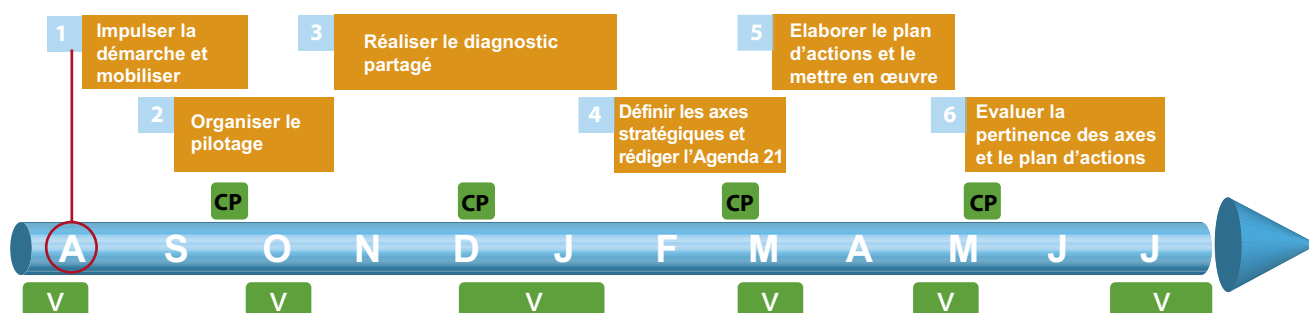 1
Impulser la
démarche et
mobiliser
2
Organiser le
pilotage
3
Réaliser le diagnostic
partagé
4
Définir les axes
stratégiques et
rédiger l'Agenda 21
5
Elaborer le plan
d'actions et le
mettre en œuvre
6
Evaluer la
pertinence des axes
et le plan d'actions
CP CP CP CP
A S O N D J F M A M J J
V V V V V V